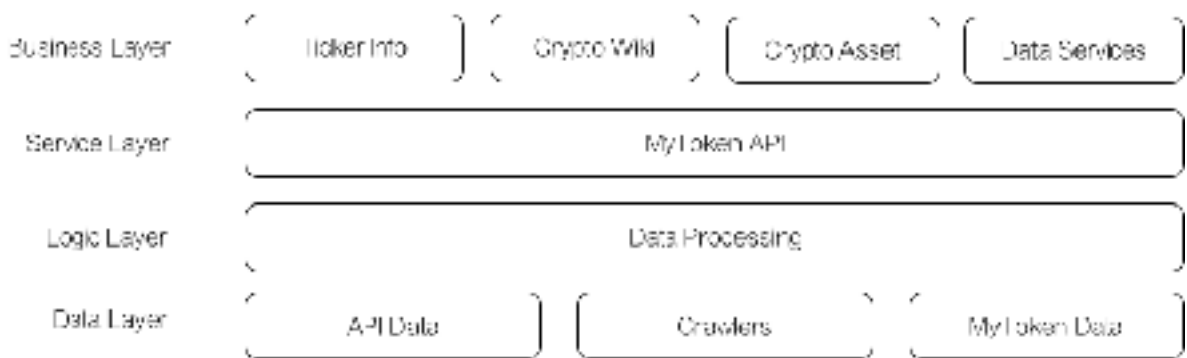 Business Layer Ticker Info Crypto Wiki Crypto Asset Data Services
Service Layer MyToken API
Logic Layer Data Processing
Data Layer API Data Crawlers MyToken Data